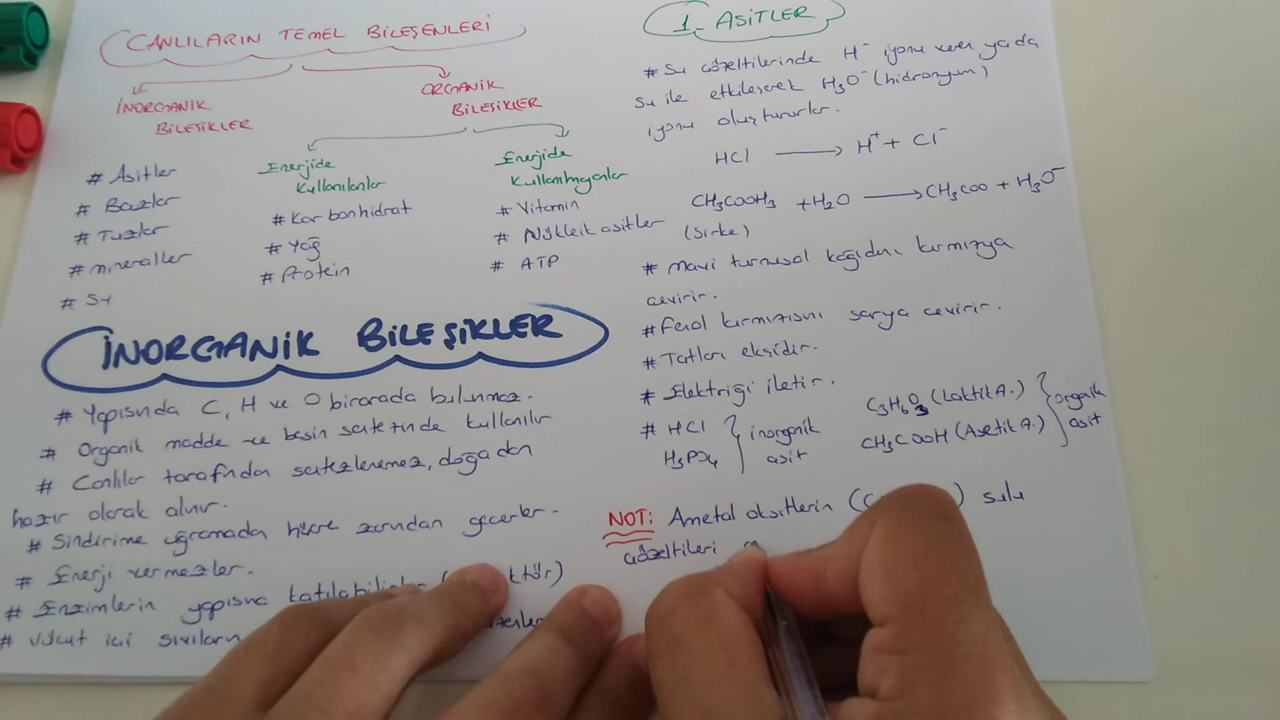 CANLILARIN TEMEL BİLEŞENLERİ
İNORGANİK
BİLEŞİKLER
ORGANİK
BİLEŞİKLER
# Asitler
# Bazlar
# Tuzlar
# mineraller
# Su
Enerjide
Kullanılanlar
# Karbonhidrat
# Yağ
# Protein
Enerjide
Kullanılmayanlar
# Vitamin
# Nükleik asitler
# ATP
İNORGANİK BİLEŞİKLER
# Yapısında C, H ve O birarada bulunmaz.
# Organik madde ve besin sentezinde kullanılır
# Canlılar tarafından sentezlenemez, doğadan
hazır olarak alınır.
# Sindirime uğramadan hücre zarından geçerler.
# Enerji vermezler.
# Enzimlerin yapısına
# Vücut içi sıvıların
1- ASİTLER
# Su çözeltilerinde H⁻ iyonu veren ya da
su ile etkileşerek H₃O⁻ (hidronyum)
iyonu oluştururlar.
HCl → H⁺ + Cl⁻
CH₃COOH₃ + H₂O → CH₃COO + H₃O⁻
(Sirke)
# Mavi turnusol kağıdını kırmızıya
çevirir.
# Fenol kırmızısını sarıya çevirir.
# Tatları ekşidir.
# Elektriği iletir.
# HCl
H₃PO₄
inorganik
asit
C₃H₆O₃ (Laktik A.)
CH₃COOH (Asetik A.)
organik
asit
NOT: Ametal oksitlerin ( ) sulu
çözeltileri